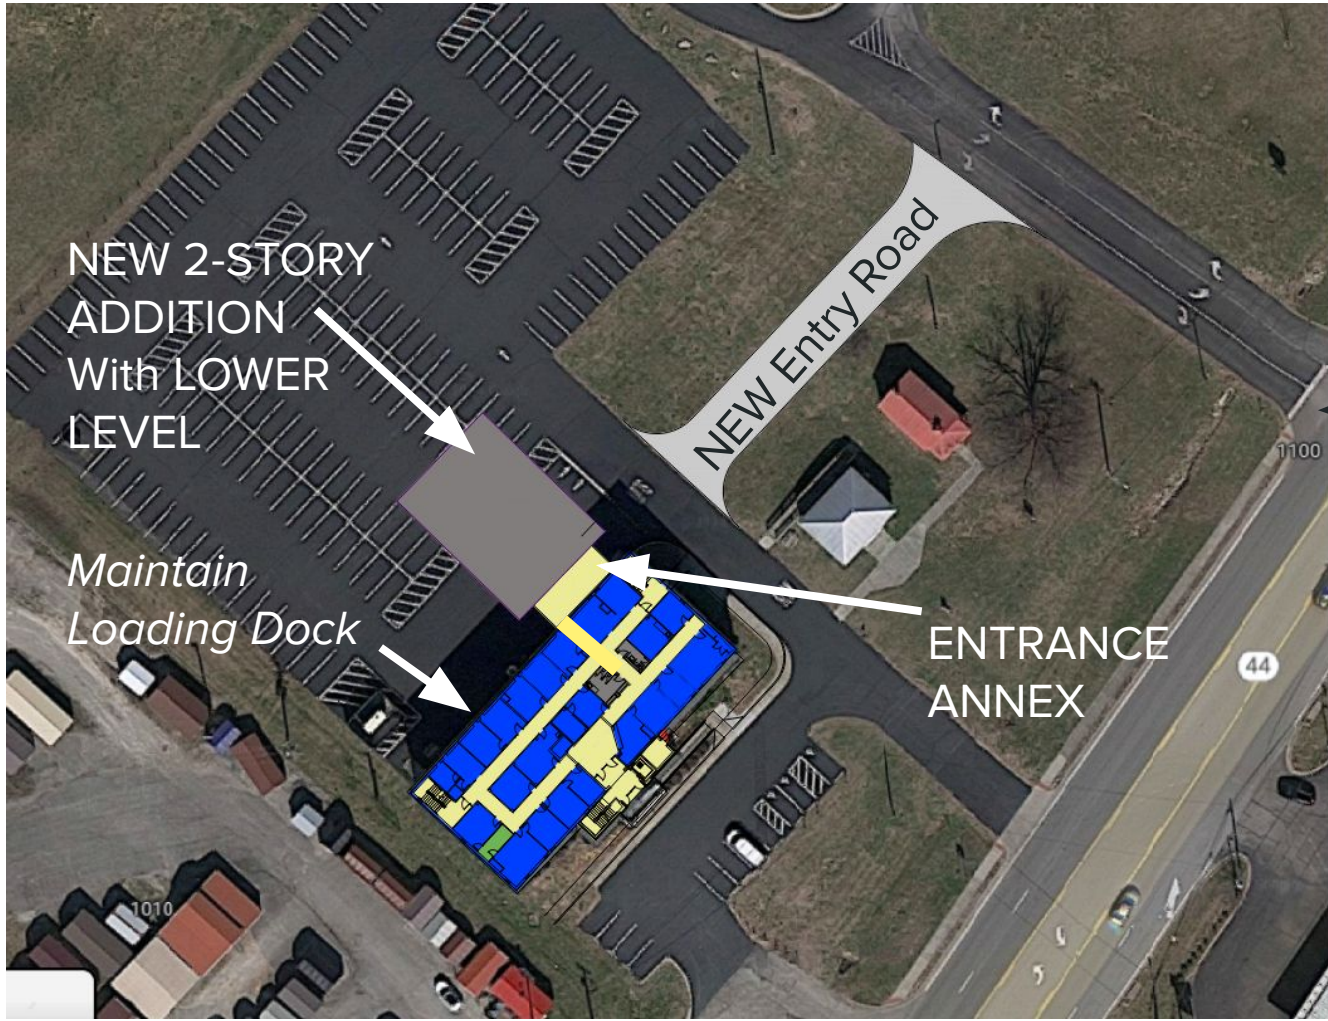 NEW 2-STORY
ADDITION
With LOWER
LEVEL
NEW Entry Road
1100
Maintain
Loading Dock
ENTRANCE
ANNEX
44
1010